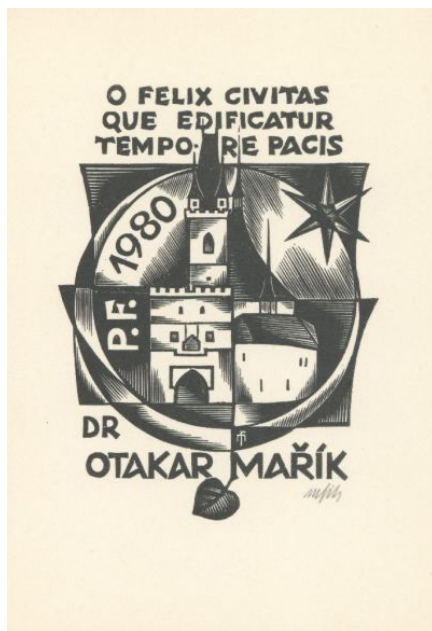 O FELIX CIVITAS
QUE EDIFICATUR
TEMPO·RE PACIS
1980
P.F.
DR
OTAKAR MAŘÍK